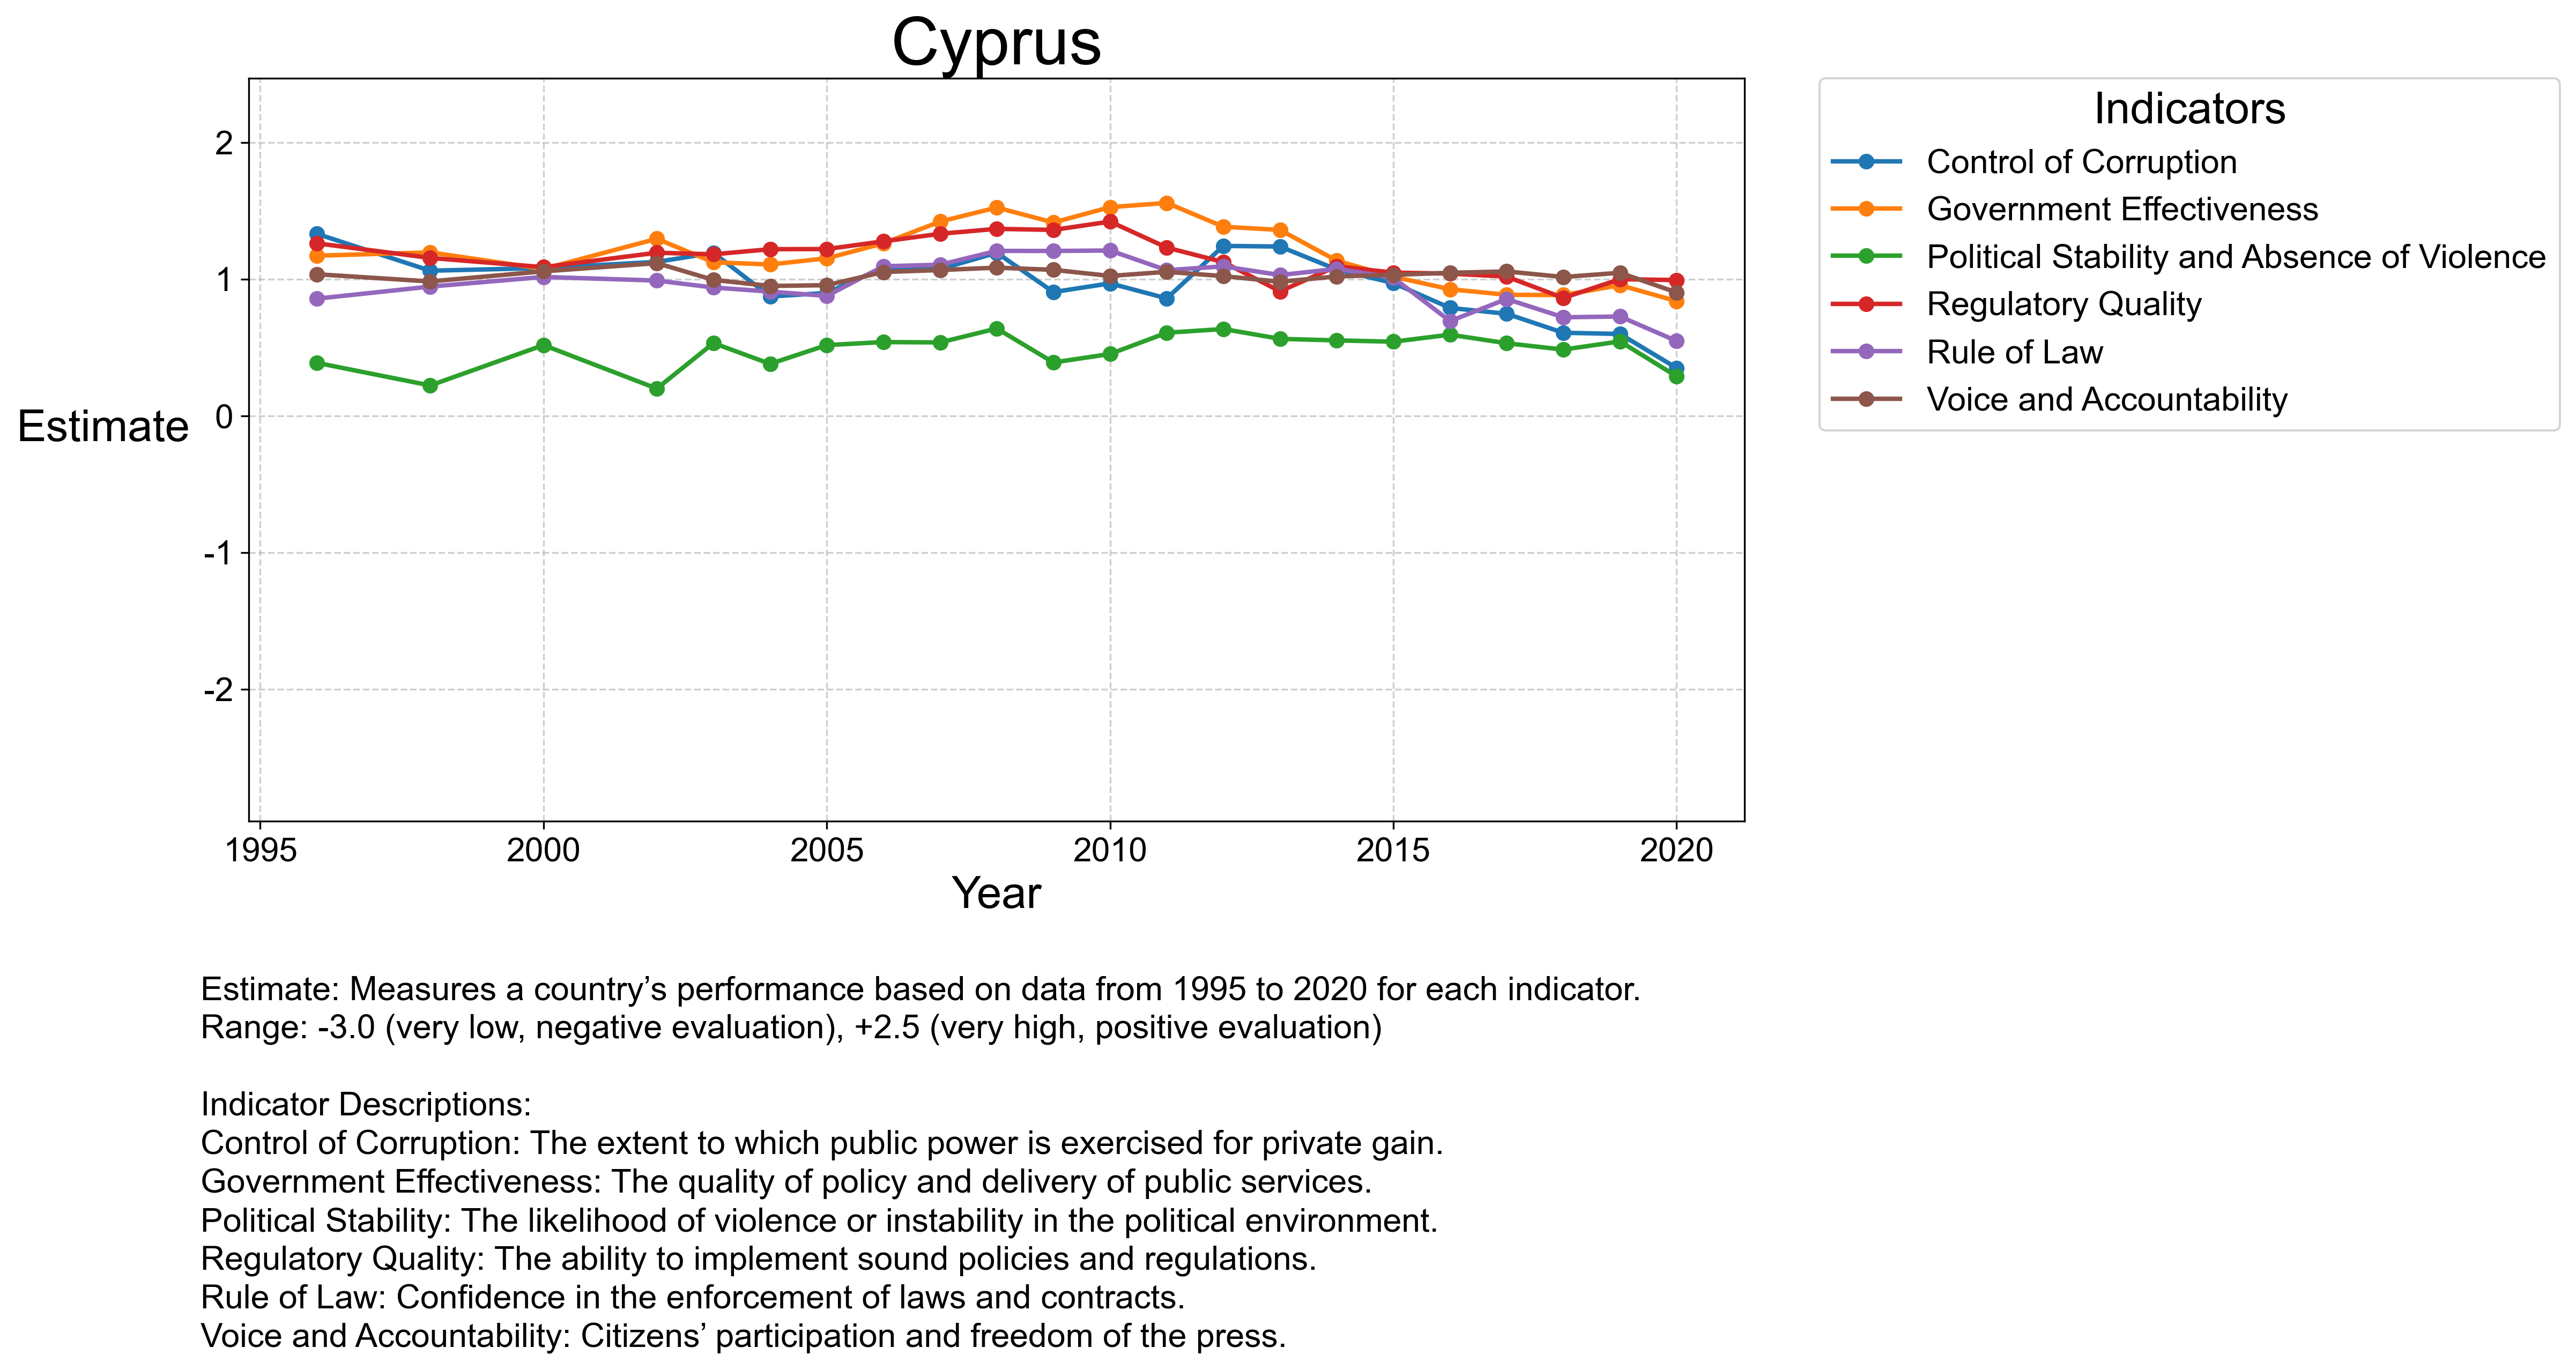 Cyprus
Indicators
Control of Corruption
Government Effectiveness
Political Stability and Absence of Violence
Regulatory Quality
Rule of Law
Voice and Accountability
Estimate
2
1
0
-1
-2
1995
2000
2005
2010
2015
2020
Year
Estimate: Measures a country’s performance based on data from 1995 to 2020 for each indicator.
Range: -3.0 (very low, negative evaluation), +2.5 (very high, positive evaluation)
Indicator Descriptions:
Control of Corruption: The extent to which public power is exercised for private gain.
Government Effectiveness: The quality of policy and delivery of public services.
Political Stability: The likelihood of violence or instability in the political environment.
Regulatory Quality: The ability to implement sound policies and regulations.
Rule of Law: Confidence in the enforcement of laws and contracts.
Voice and Accountability: Citizens’ participation and freedom of the press.